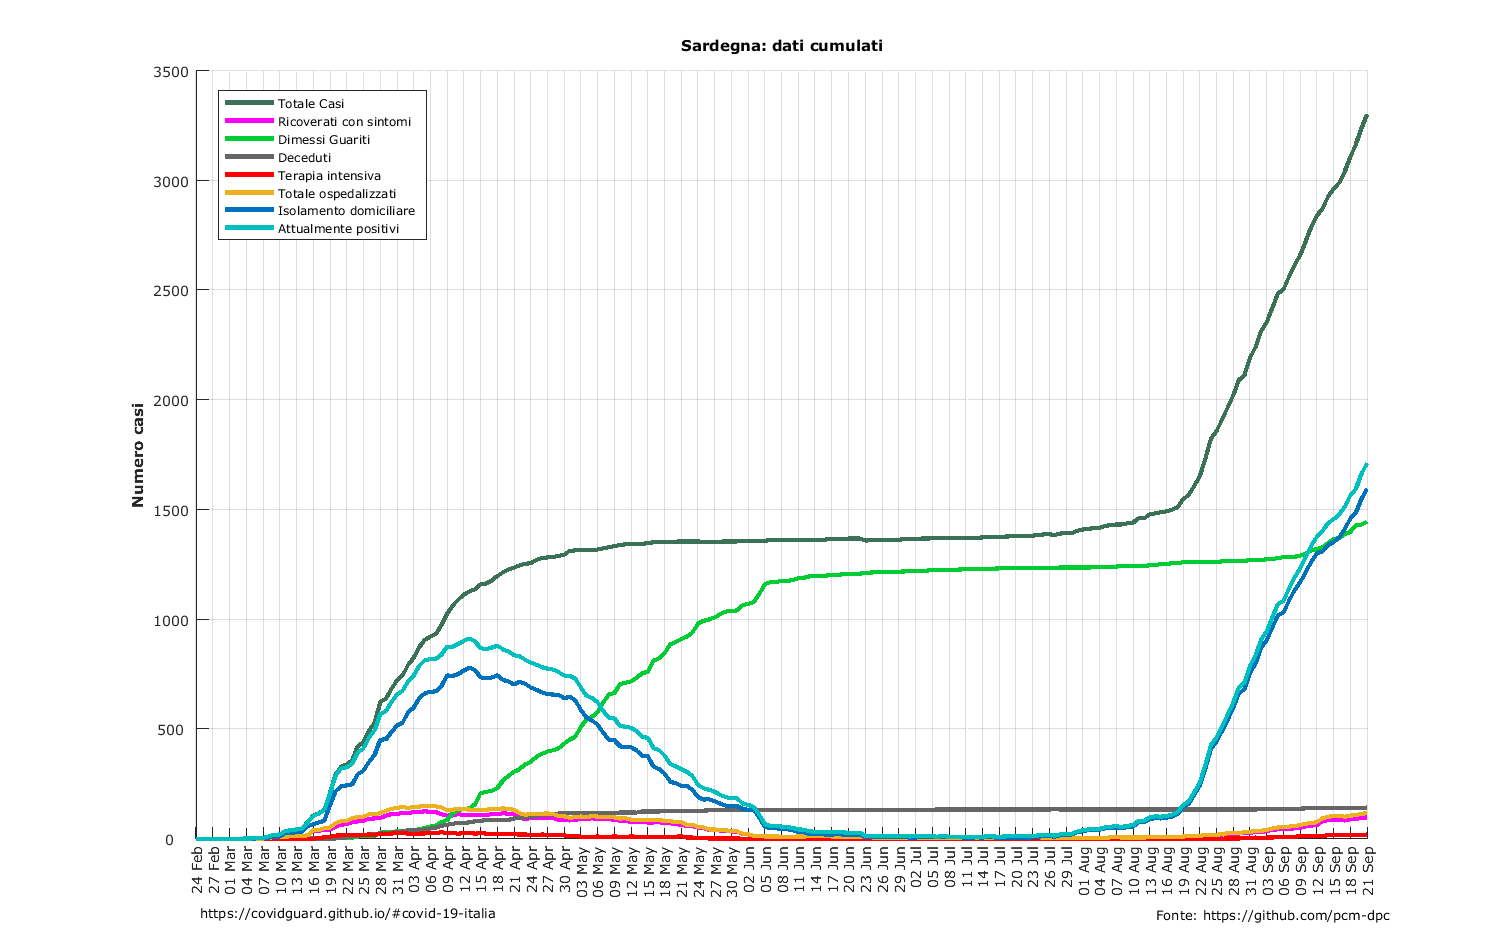 Sardegna: dati cumulati
3500
3000
2500
2000
1500
1000
500
0
Numero casi
Totale Casi
Ricoverati con sintomi
Dimessi Guariti
Deceduti
Terapia intensiva
Totale ospedalizzati
Isolamento domiciliare
Attualmente positivi
24 Feb
27 Feb
01 Mar
04 Mar
07 Mar
10 Mar
13 Mar
16 Mar
19 Mar
22 Mar
25 Mar
28 Mar
31 Mar
03 Apr
06 Apr
09 Apr
12 Apr
15 Apr
18 Apr
21 Apr
24 Apr
27 Apr
30 Apr
03 May
06 May
09 May
12 May
15 May
18 May
21 May
24 May
27 May
30 May
02 Jun
05 Jun
08 Jun
11 Jun
14 Jun
17 Jun
20 Jun
23 Jun
26 Jun
29 Jun
02 Jul
05 Jul
08 Jul
11 Jul
14 Jul
17 Jul
20 Jul
23 Jul
26 Jul
29 Jul
01 Aug
04 Aug
07 Aug
10 Aug
13 Aug
16 Aug
19 Aug
22 Aug
25 Aug
28 Aug
31 Aug
03 Sep
06 Sep
09 Sep
12 Sep
15 Sep
18 Sep
21 Sep
https://covidguard.github.io/#covid-19-italia
Fonte: https://github.com/pcm-dpc